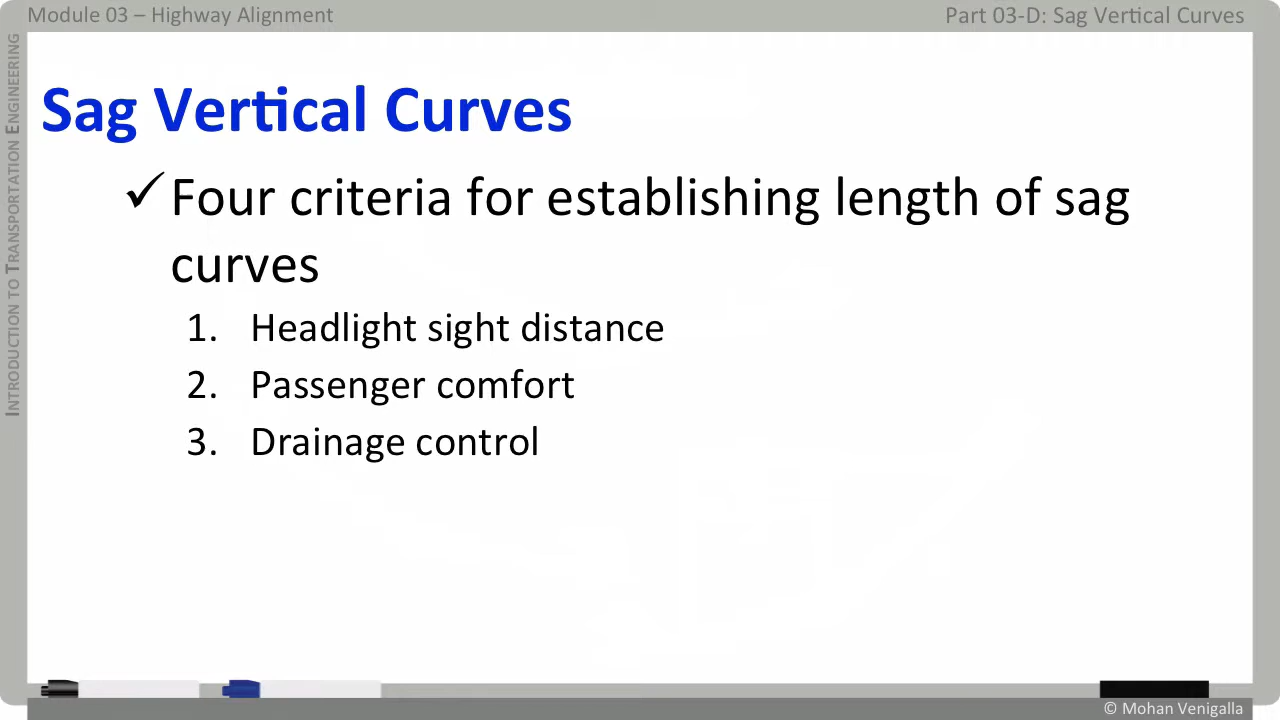 Module 03 – Highway Alignment
Part 03-D: Sag Vertical Curves
INTRODUCTION TO TRANSPORTATION ENGINEERING
Sag Vertical Curves
✓Four criteria for establishing length of sag
curves
1. Headlight sight distance
2. Passenger comfort
3. Drainage control
© Mohan Venigalla